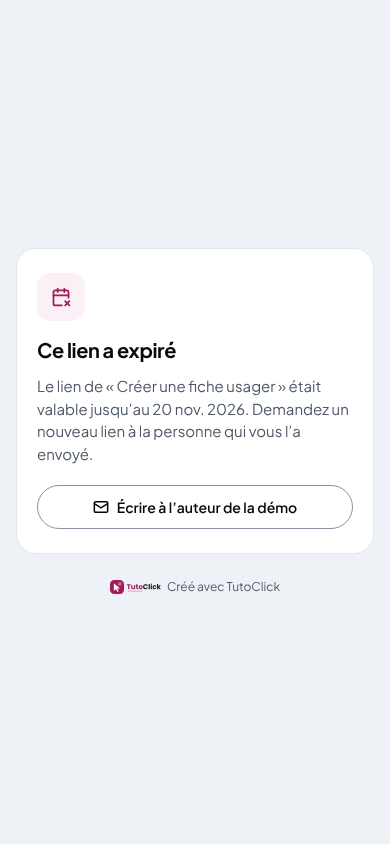 Ce lien a expiré
Le lien de « Créer une fiche usager » était
valable jusqu’au 20 nov. 2026. Demandez un
nouveau lien à la personne qui vous l’a
envoyé.
Écrire à l’auteur de la démo
TutoClick Créé avec TutoClick